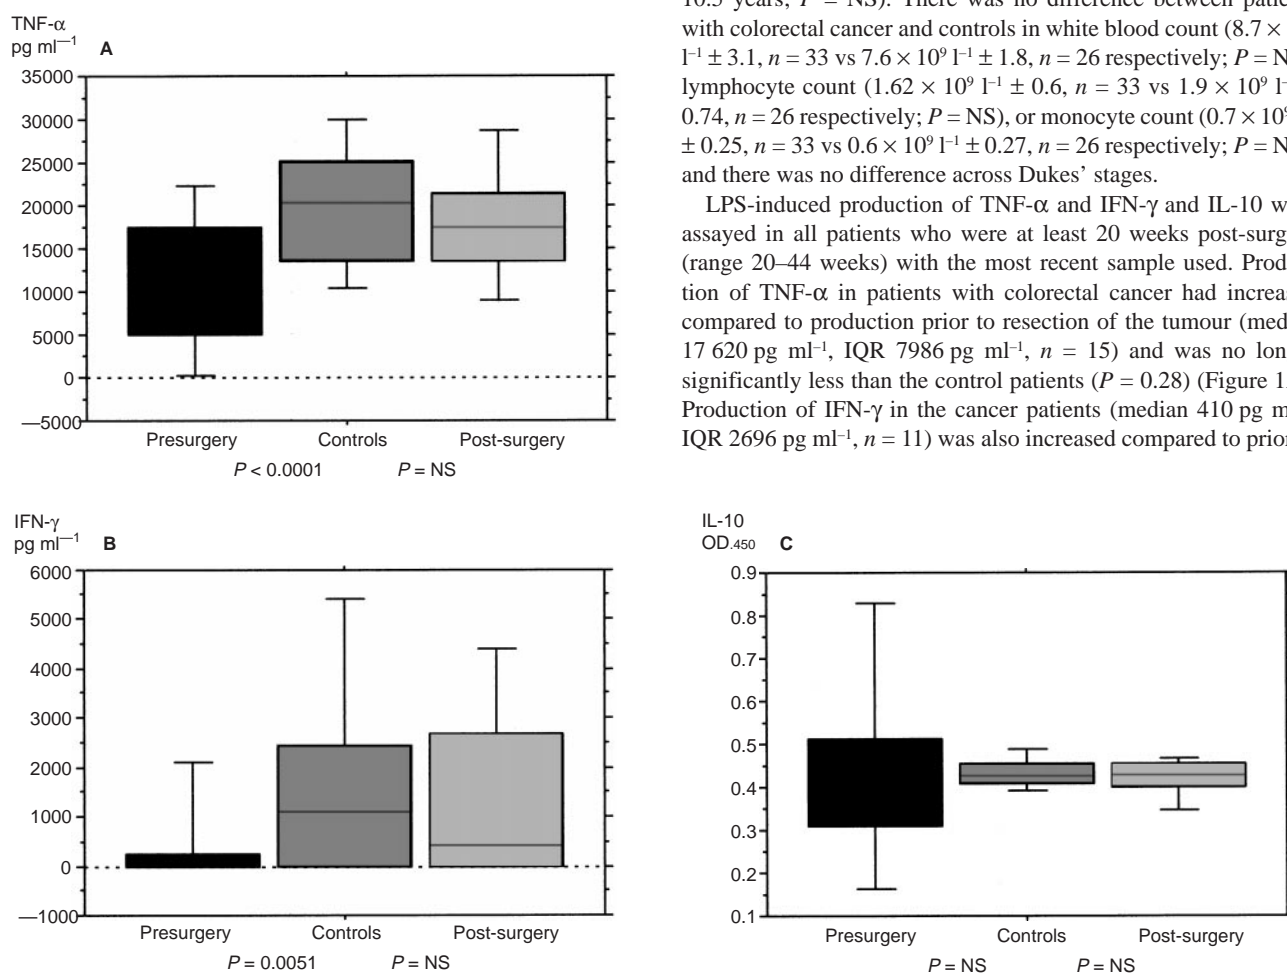 TNF-α
pg ml—1
A
35000
30000
25000
20000
15000
10000
5000
0
—5000
Presurgery Controls Post-surgery
P < 0.0001 P = NS
with colorectal cancer and controls in white blood count (8.7 ×
l–1 ± 3.1, n = 33 vs 7.6 × 109 l–1 ± 1.8, n = 26 respectively; P = N
lymphocyte count (1.62 × 109 l–1 ± 0.6, n = 33 vs 1.9 × 109 l–
0.74, n = 26 respectively; P = NS), or monocyte count (0.7 × 109
± 0.25, n = 33 vs 0.6 × 109 l–1 ± 0.27, n = 26 respectively; P = N
and there was no difference across Dukes’ stages.
LPS-induced production of TNF-α and IFN-γ and IL-10 w
assayed in all patients who were at least 20 weeks post-surg
(range 20–44 weeks) with the most recent sample used. Prod
tion of TNF-α in patients with colorectal cancer had increas
compared to production prior to resection of the tumour (med
17 620 pg ml–1, IQR 7986 pg ml–1, n = 15) and was no lon
significantly less than the control patients (P = 0.28) (Figure 1
Production of IFN-γ in the cancer patients (median 410 pg m
IQR 2696 pg ml–1, n = 11) was also increased compared to prior
IFN-γ
pg ml—1
B
6000
5000
4000
3000
2000
1000
0
—1000
Presurgery Controls Post-surgery
P = 0.0051 P = NS
IL-10
OD.450
C
0.9
0.8
0.7
0.6
0.5
0.4
0.3
0.2
0.1
Presurgery Controls Post-surgery
P = NS P = NS